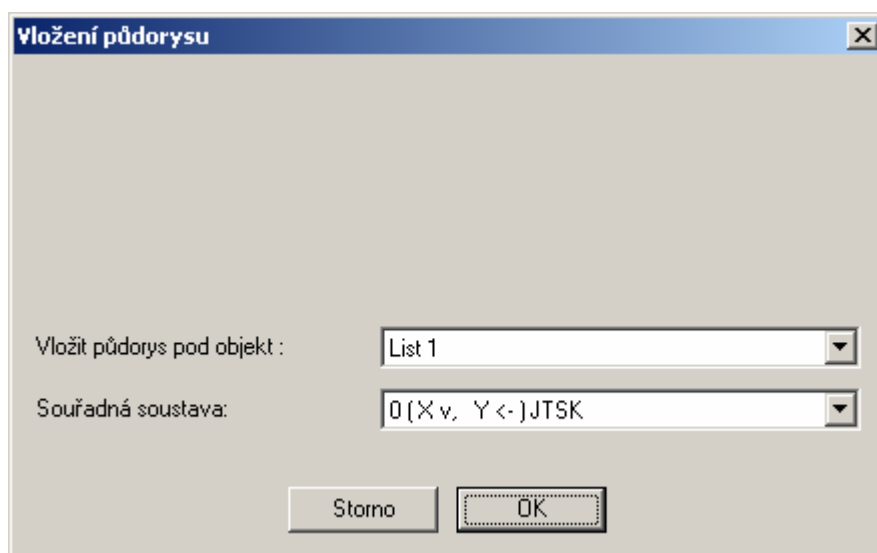 Vložení půdorysu
Vložit půdorys pod objekt :
List 1
Souřadná soustava:
0 ( X v, Y <- ) JTSK
Storno
OK